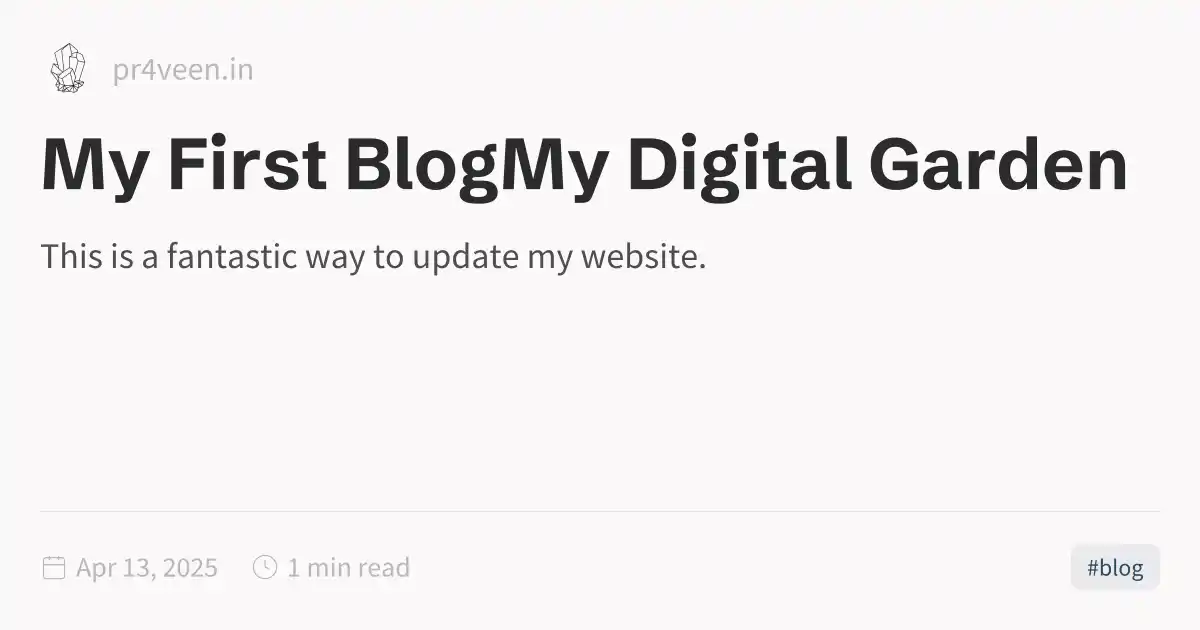 pr4veen.in
My First BlogMy Digital Garden
This is a fantastic way to update my website.
Apr 13, 2025 1 min read #blog